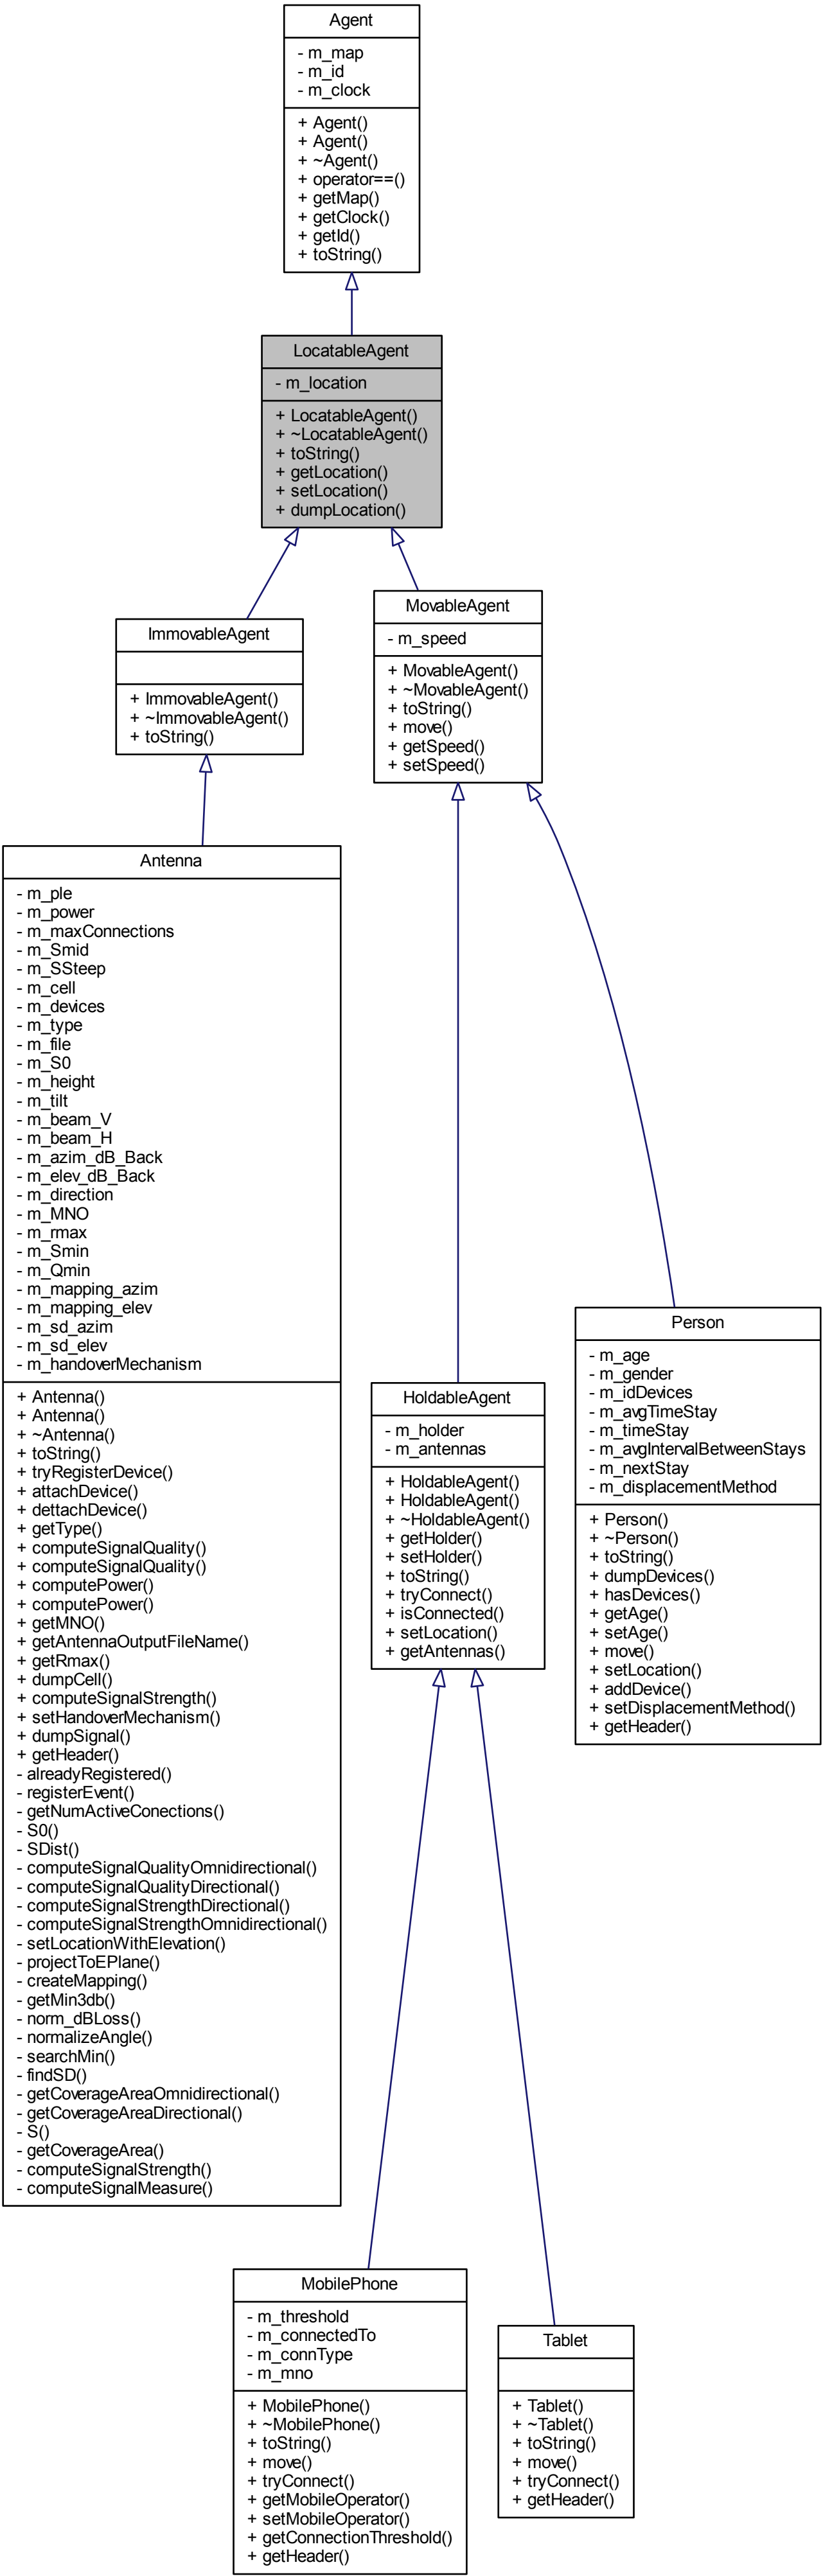 Agent
- m_map
- m_id
- m_clock
+ Agent()
+ Agent()
+ ~Agent()
+ operator==()
+ getMap()
+ getClock()
+ getId()
+ toString()
LocatableAgent
- m_location
+ LocatableAgent()
+ ~LocatableAgent()
+ toString()
+ getLocation()
+ setLocation()
+ dumpLocation()
ImmovableAgent
+ ImmovableAgent()
+ ~ImmovableAgent()
+ toString()
MovableAgent
- m_speed
+ MovableAgent()
+ ~MovableAgent()
+ toString()
+ move()
+ getSpeed()
+ setSpeed()
Antenna
- m_ple
- m_power
- m_maxConnections
- m_Smid
- m_SSteep
- m_cell
- m_devices
- m_type
- m_file
- m_S0
- m_height
- m_tilt
- m_beam_V
- m_beam_H
- m_azim_dB_Back
- m_elev_dB_Back
- m_direction
- m_MNO
- m_rmax
- m_Smin
- m_Qmin
- m_mapping_azim
- m_mapping_elev
- m_sd_azim
- m_sd_elev
- m_handoverMechanism
+ Antenna()
+ Antenna()
+ ~Antenna()
+ toString()
+ tryRegisterDevice()
+ attachDevice()
+ dettachDevice()
+ getType()
+ computeSignalQuality()
+ computeSignalQuality()
+ computePower()
+ computePower()
+ getMNO()
+ getAntennaOutputFileName()
+ getRmax()
+ dumpCell()
+ computeSignalStrength()
+ setHandoverMechanism()
+ dumpSignal()
+ getHeader()
- alreadyRegistered()
- registerEvent()
- getNumActiveConections()
- S0()
- SDist()
- computeSignalQualityOmnidirectional()
- computeSignalQualityDirectional()
- computeSignalStrengthDirectional()
- computeSignalStrengthOmnidirectional()
- setLocationWithElevation()
- projectToEPlane()
- createMapping()
- getMin3db()
- norm_dBLoss()
- normalizeAngle()
- searchMin()
- findSD()
- getCoverageAreaOmnidirectional()
- getCoverageAreaDirectional()
- S()
- getCoverageArea()
- computeSignalStrength()
- computeSignalMeasure()
HoldableAgent
- m_holder
- m_antennas
+ HoldableAgent()
+ HoldableAgent()
+ ~HoldableAgent()
+ getHolder()
+ setHolder()
+ toString()
+ tryConnect()
+ isConnected()
+ setLocation()
+ getAntennas()
Person
- m_age
- m_gender
- m_idDevices
- m_avgTimeStay
- m_timeStay
- m_avgIntervalBetweenStays
- m_nextStay
- m_displacementMethod
+ Person()
+ ~Person()
+ toString()
+ dumpDevices()
+ hasDevices()
+ getAge()
+ setAge()
+ move()
+ setLocation()
+ addDevice()
+ setDisplacementMethod()
+ getHeader()
MobilePhone
- m_threshold
- m_connectedTo
- m_connType
- m_mno
+ MobilePhone()
+ ~MobilePhone()
+ toString()
+ move()
+ tryConnect()
+ getMobileOperator()
+ setMobileOperator()
+ getConnectionThreshold()
+ getHeader()
Tablet
+ Tablet()
+ ~Tablet()
+ toString()
+ move()
+ tryConnect()
+ getHeader()